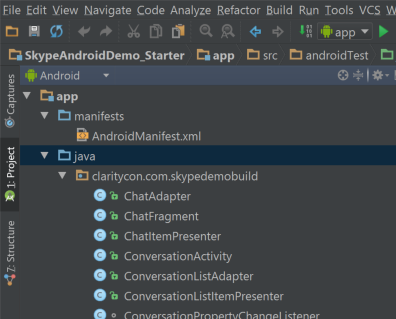 File Edit View Navigate Code Analyze Refactor Build Run Tools VCS W
app
SkypeAndroidDemo_Starter app src androidTest
Android
Captures
1: Project
7: Structure
app
manifests
AndroidManifest.xml
java
claritycon.com.skypedemobuild
ChatAdapter
ChatFragment
ChatItemPresenter
ConversationActivity
ConversationListAdapter
ConversationListItemPresenter
ConversationPropertyChangeListener